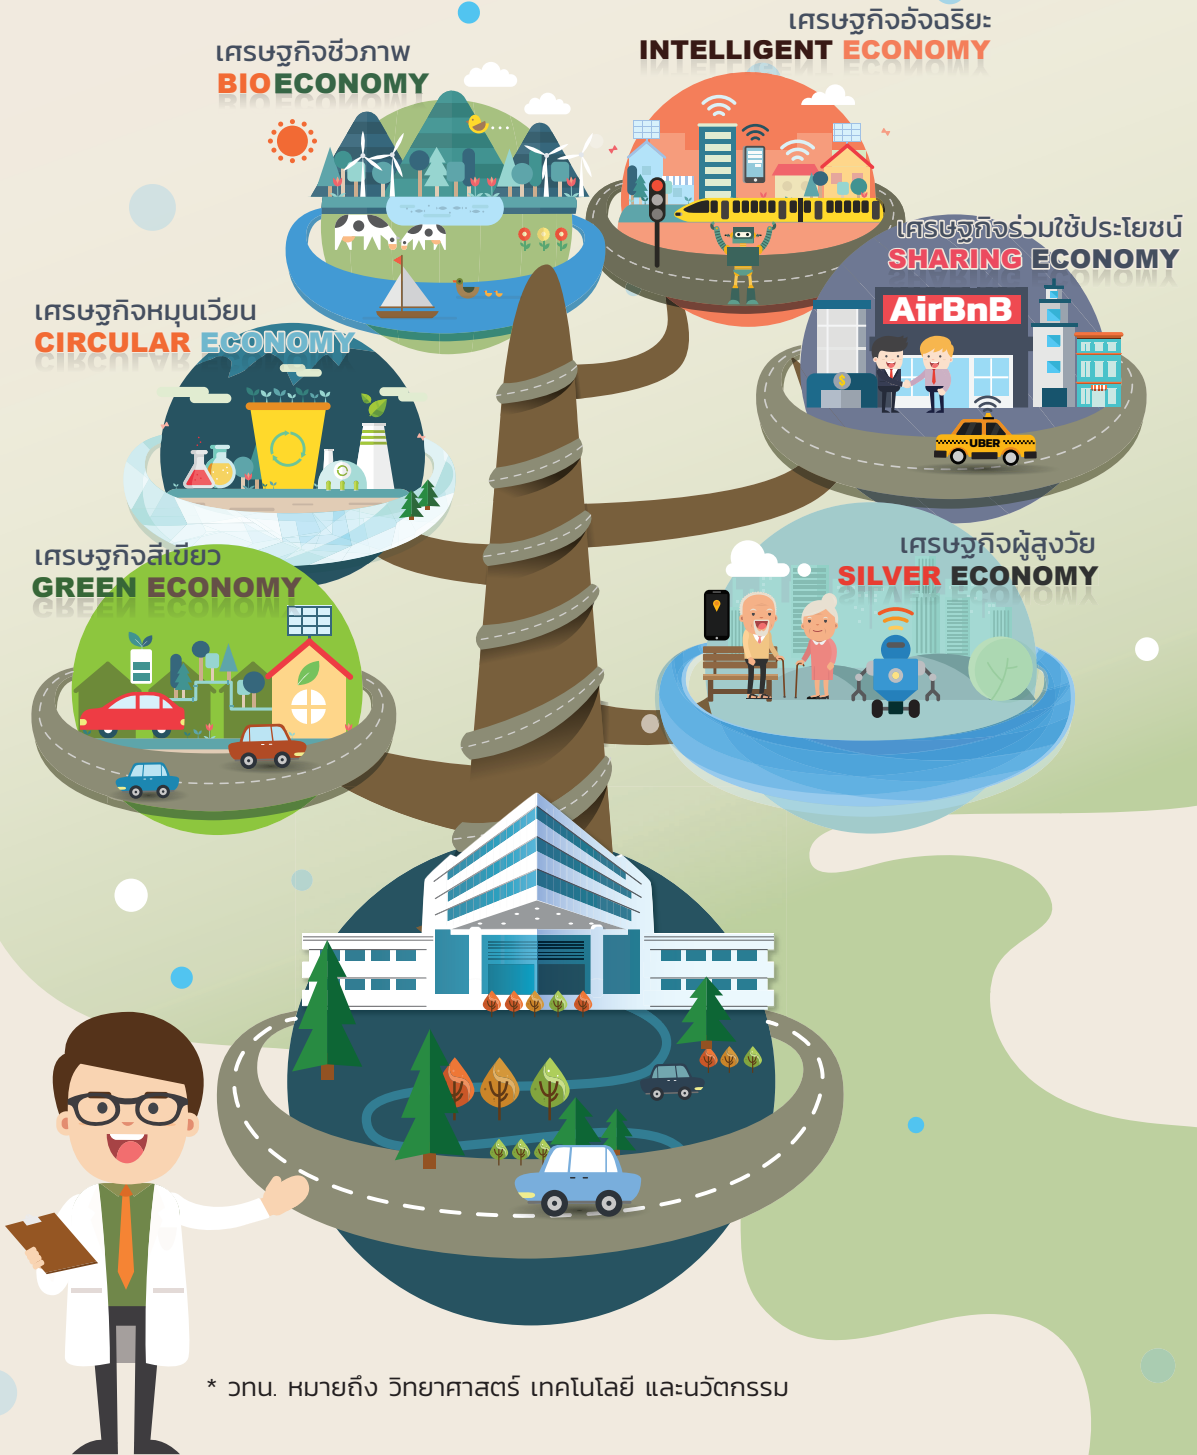 เศรษฐกิจชีวภาพ
BIOECONOMY
เศรษฐกิจอัจฉริยะ
INTELLIGENT ECONOMY
เศรษฐกิจร่วมใช้ประโยชน์
SHARING ECONOMY
AirBnB
$
UBER
เศรษฐกิจหมุนเวียน
CIRCULAR ECONOMY
เศรษฐกิจสีเขียว
GREEN ECONOMY
เศรษฐกิจผู้สูงวัย
SILVER ECONOMY
* วทน. หมายถึง วิทยาศาสตร์ เทคโนโลยี และนวัตกรรม